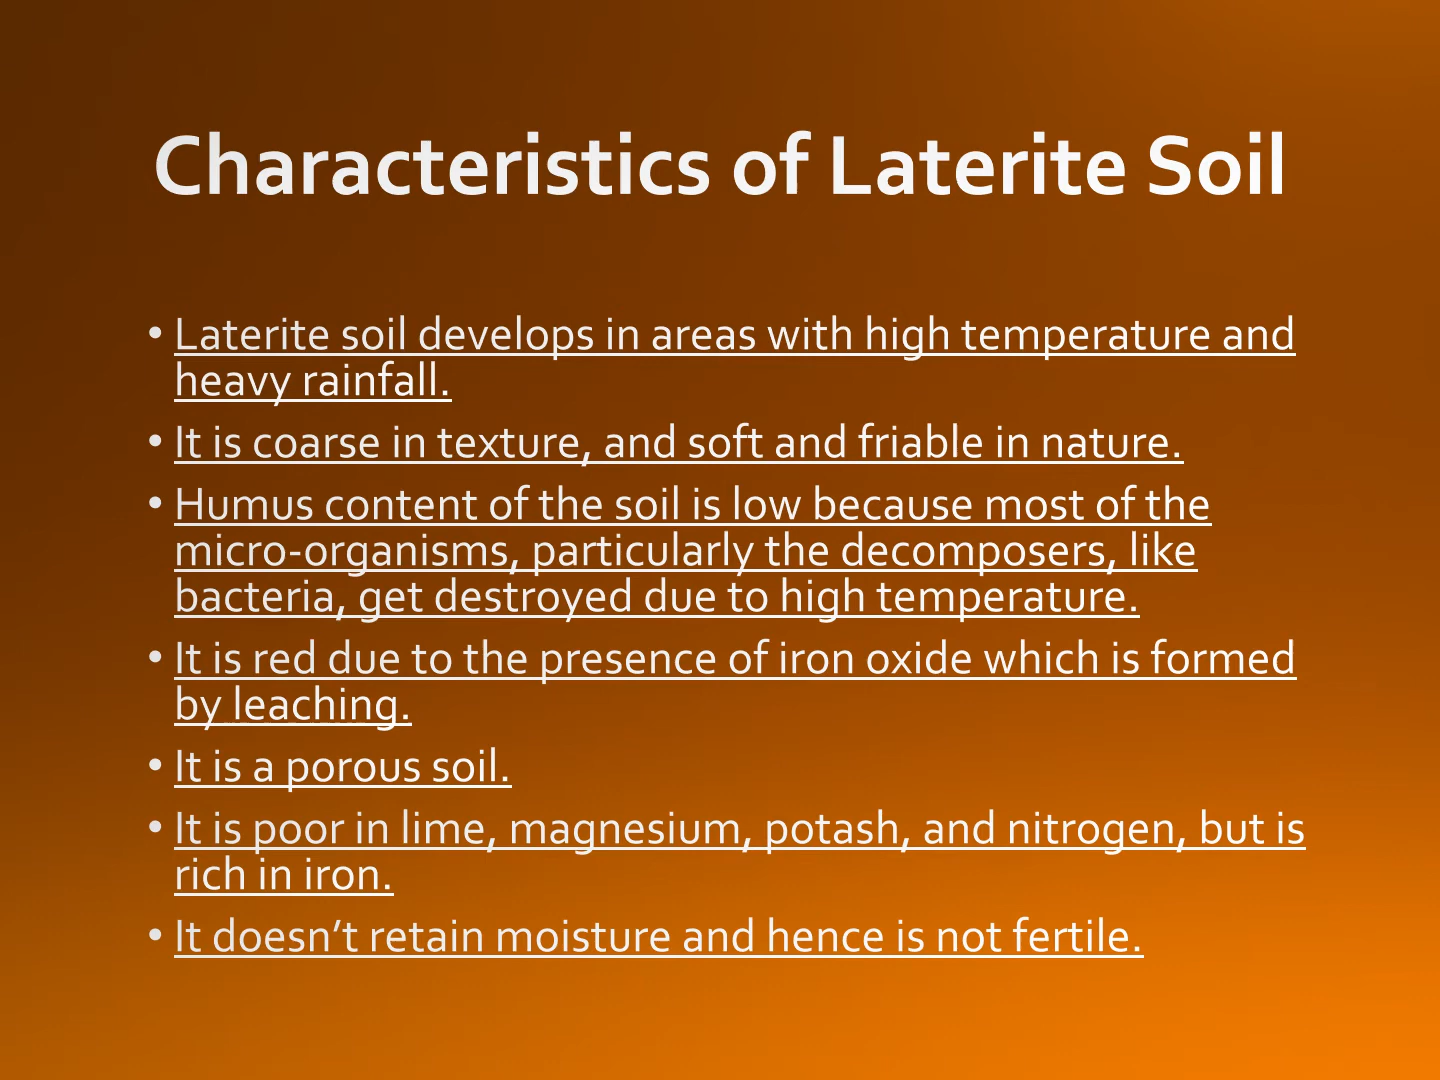 Characteristics of Laterite Soil
• Laterite soil develops in areas with high temperature and
heavy rainfall.
• It is coarse in texture, and soft and friable in nature.
• Humus content of the soil is low because most of the
micro-organisms, particularly the decomposers, like
bacteria, get destroyed due to high temperature.
• It is red due to the presence of iron oxide which is formed
by leaching.
• It is a porous soil.
• It is poor in lime, magnesium, potash, and nitrogen, but is
rich in iron.
• It doesn’t retain moisture and hence is not fertile.